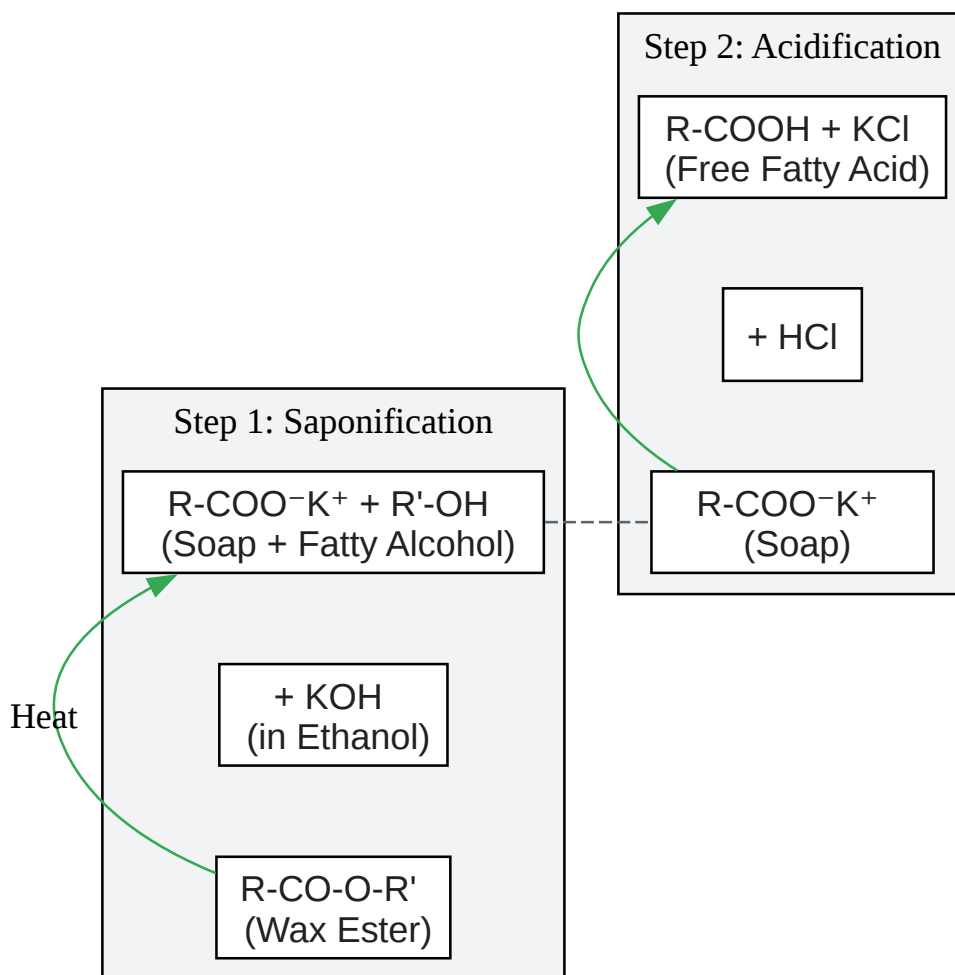 Step 2: Acidification
R-COOH + KCl
(Free Fatty Acid)
+ HCl
R-COO⁻K⁺
(Soap)
Step 1: Saponification
R-COO⁻K⁺ + R'-OH
(Soap + Fatty Alcohol)
+ KOH
(in Ethanol)
Heat
R-CO-O-R'
(Wax Ester)